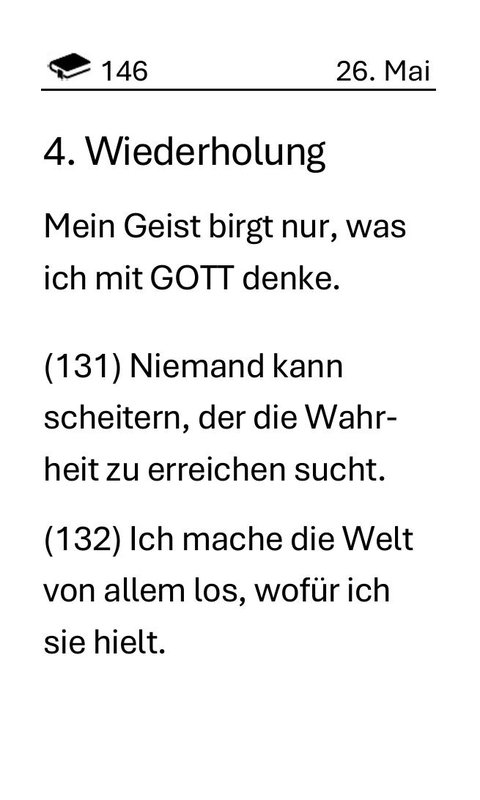 146 26. Mai
4. Wiederholung
Mein Geist birgt nur, was
ich mit GOTT denke.
(131) Niemand kann
scheitern, der die Wahr-
heit zu erreichen sucht.
(132) Ich mache die Welt
von allem los, wofür ich
sie hielt.